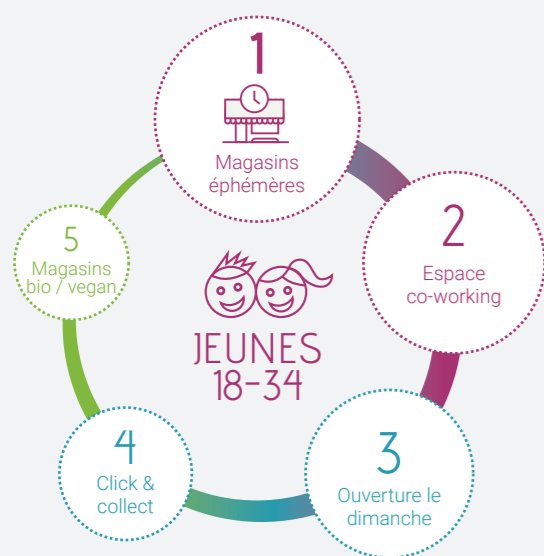 1
Magasins
éphémères
2
Espace
co-working
3
Ouverture le
dimanche
4
Click &
collect
5
Magasins
bio / vegan
JEUNES
18-34